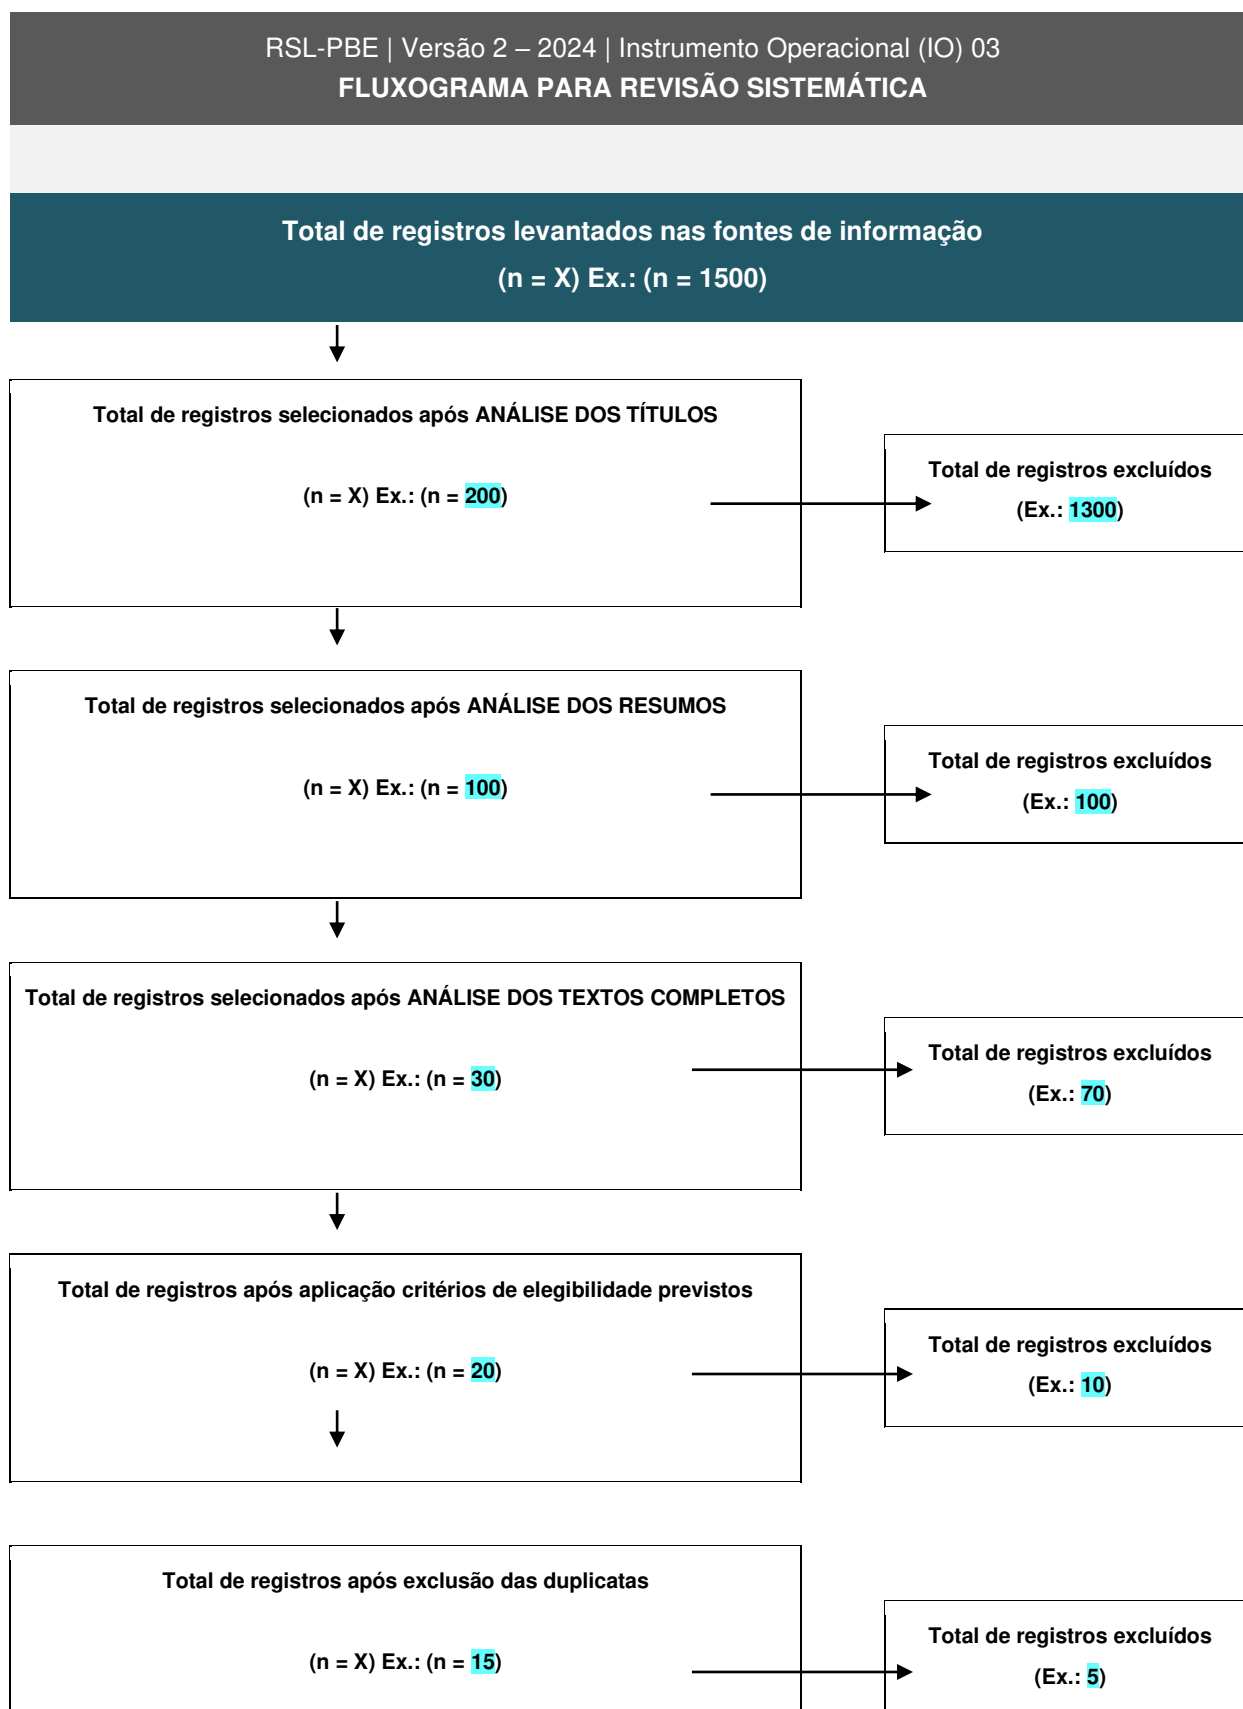 RSL-PBE | Versão 2 – 2024 | Instrumento Operacional (IO) 03
FLUXOGRAMA PARA REVISÃO SISTEMÁTICA
Total de registros levantados nas fontes de informação
(n = X) Ex.: (n = 1500)
Total de registros selecionados após ANÁLISE DOS TÍTULOS
(n = X) Ex.: (n = 200)
Total de registros excluídos
(Ex.: 1300)
Total de registros selecionados após ANÁLISE DOS RESUMOS
(n = X) Ex.: (n = 100)
Total de registros excluídos
(Ex.: 100)
Total de registros selecionados após ANÁLISE DOS TEXTOS COMPLETOS
(n = X) Ex.: (n = 30)
Total de registros excluídos
(Ex.: 70)
Total de registros após aplicação critérios de elegibilidade previstos
(n = X) Ex.: (n = 20)
Total de registros excluídos
(Ex.: 10)
Total de registros após exclusão das duplicatas
(n = X) Ex.: (n = 15)
Total de registros excluídos
(Ex.: 5)